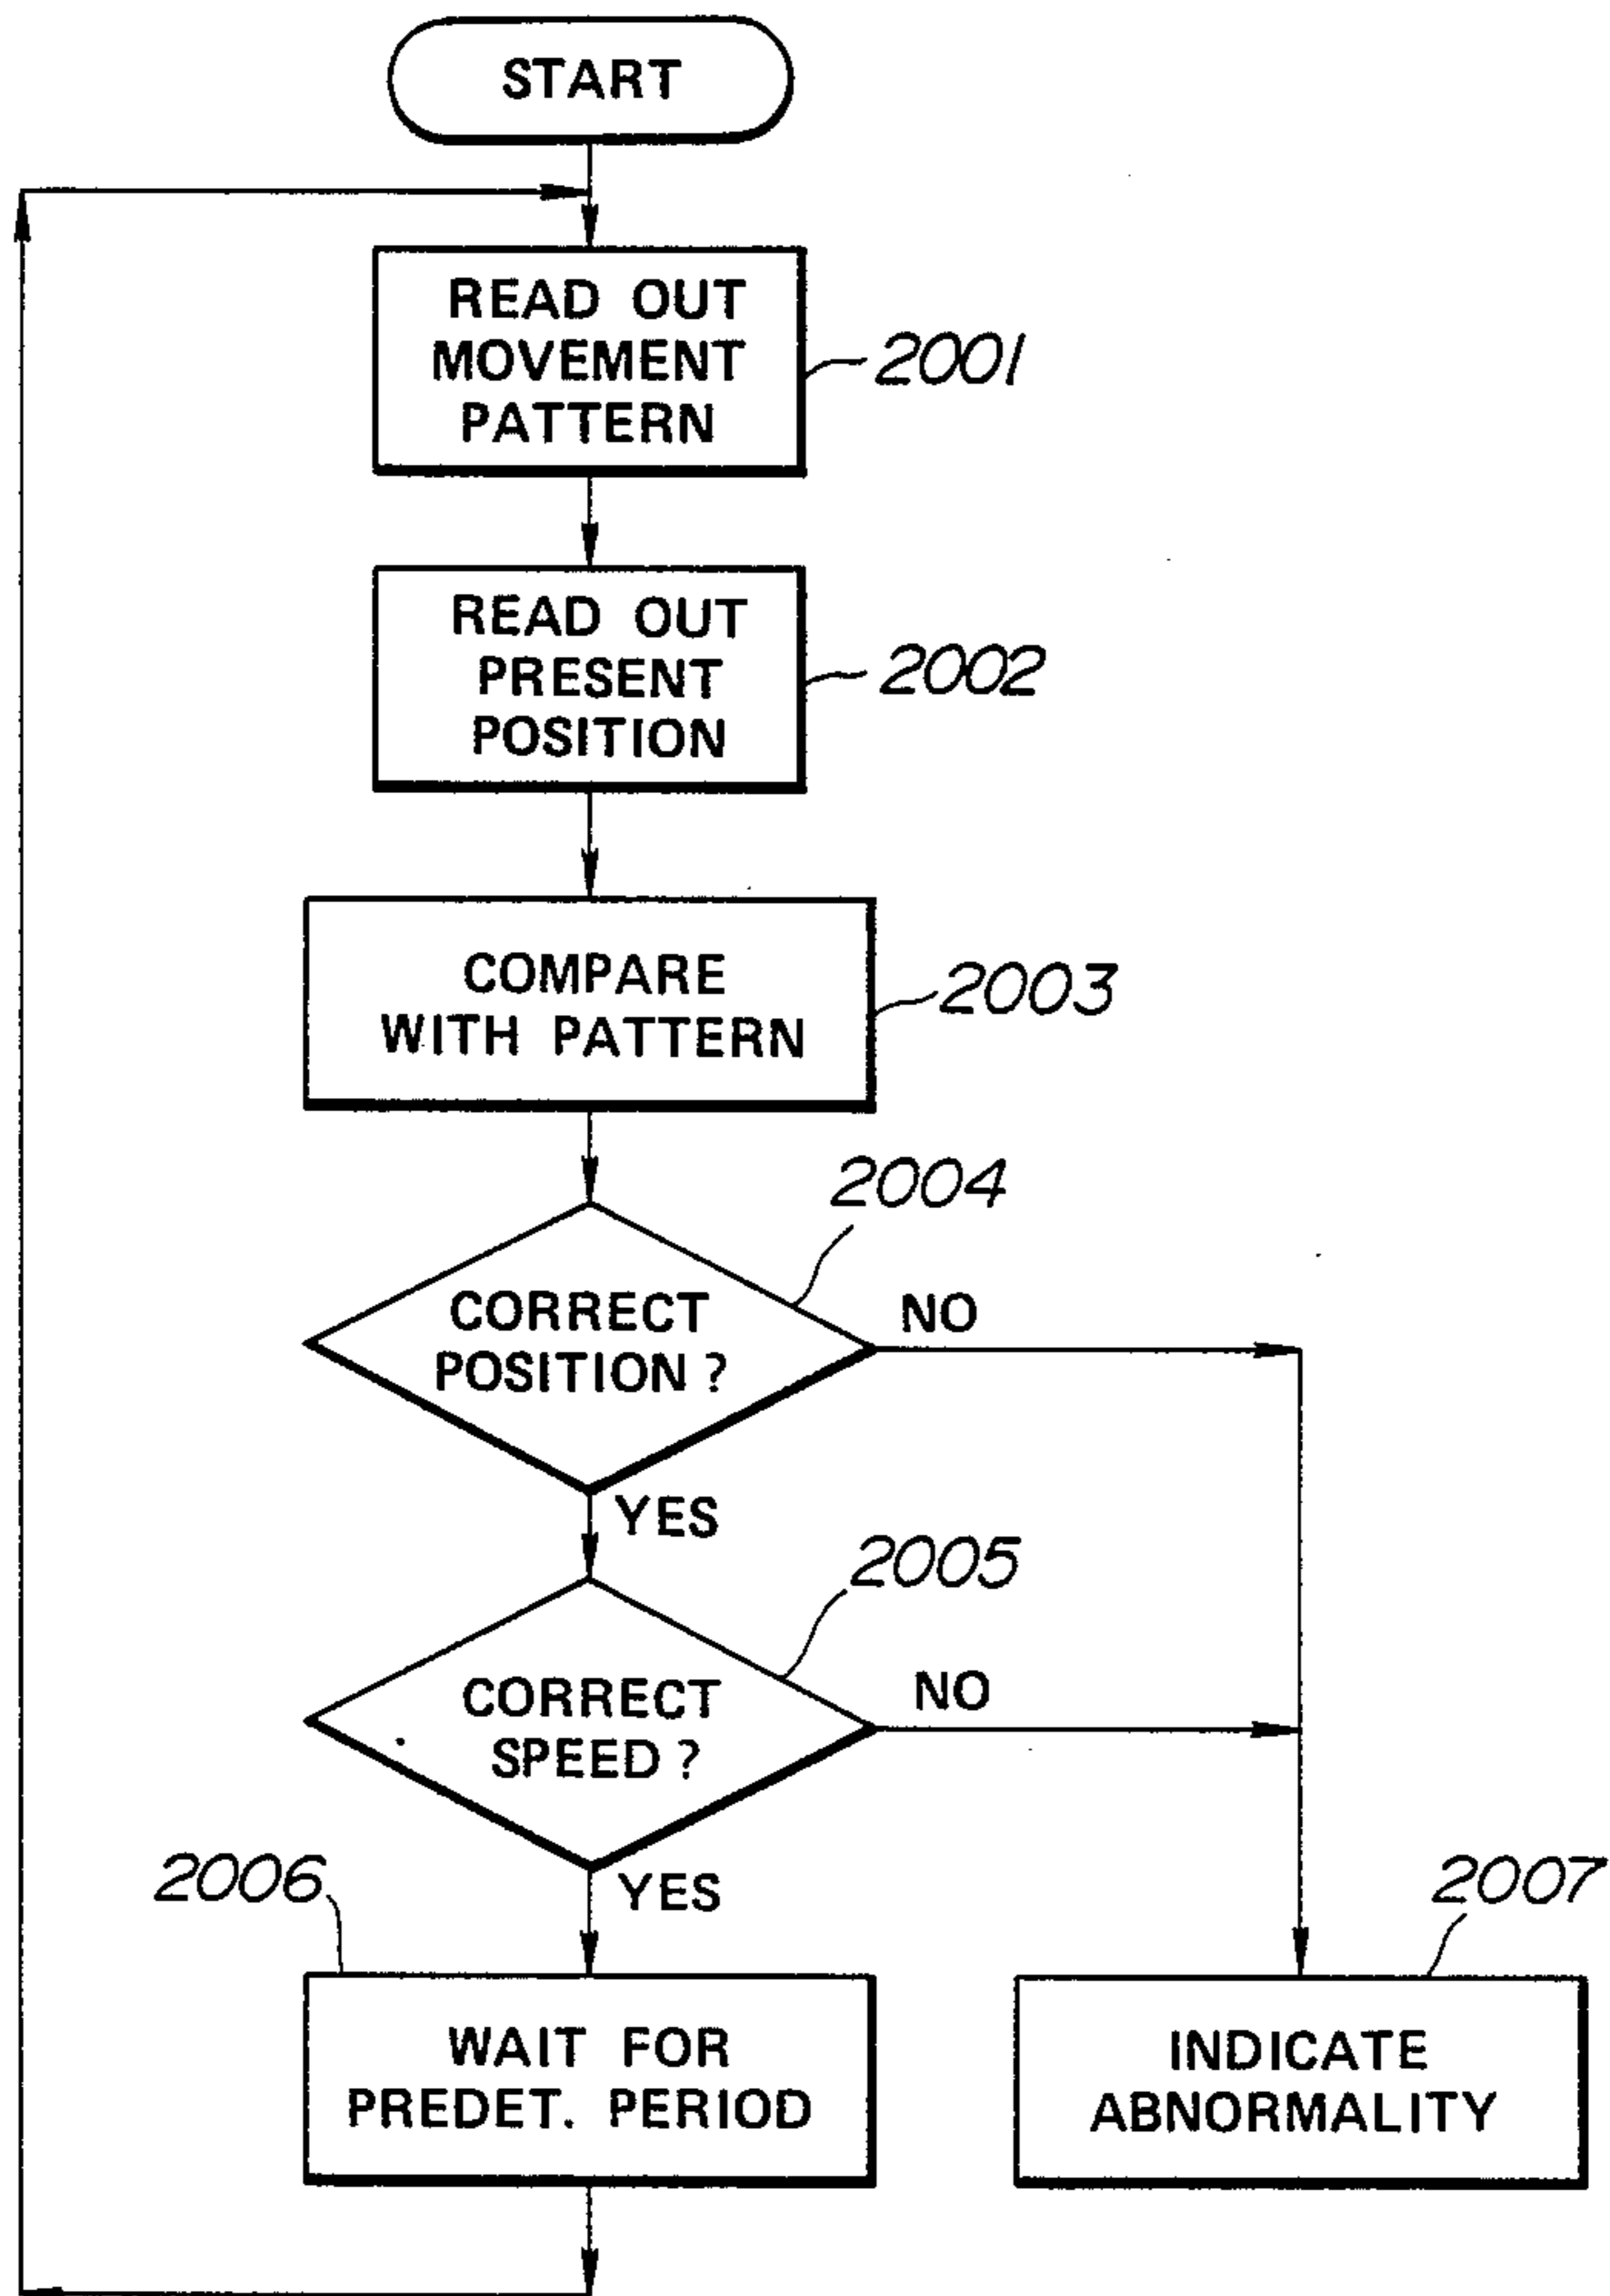 START
READ OUT
MOVEMENT
PATTERN
2001
READ OUT
PRESENT
POSITION
2002
COMPARE
WITH PATTERN
2003
2004
CORRECT
POSITION ?
NO
YES
2005
CORRECT
SPEED ?
NO
YES
2006
WAIT FOR
PREDET. PERIOD
2007
INDICATE
ABNORMALITY